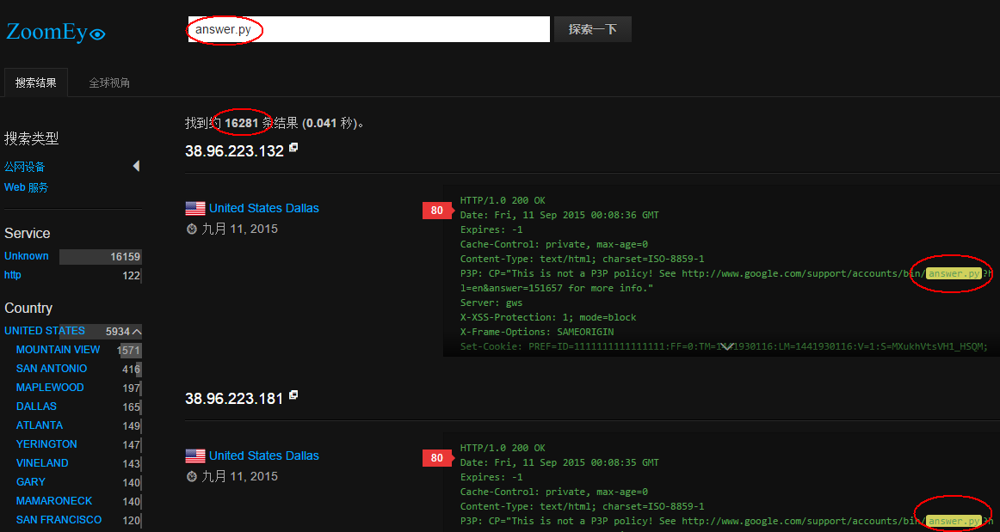 ZoomEy
answer.py
探索一下
搜索结果
全球视角
找到约 16281 条结果 (0.041 秒)。
搜索类型
公网设备
Web 服务
Service
Unknown 16159
http 122
Country
UNITED STATES 5934
MOUNTAIN VIEW 1571
SAN ANTONIO 416
MAPLEWOOD 197
DALLAS 165
ATLANTA 149
YERINGTON 147
VINELAND 143
GARY 140
MAMARONECK 140
SAN FRANCISCO 120
38.96.223.132
United States Dallas
九月 11, 2015
80
HTTP/1.0 200 OK
Date: Fri, 11 Sep 2015 00:08:36 GMT
Expires: -1
Cache-Control: private, max-age=0
Content-Type: text/html; charset=ISO-8859-1
P3P: CP="This is not a P3P policy! See http://www.google.com/support/accounts/bin/answer.py?h
l=en&answer=151657 for more info."
Server: gws
X-XSS-Protection: 1; mode=block
X-Frame-Options: SAMEORIGIN
Set-Cookie: PREF=ID=1111111111111111:FF=0:TM=1441930116:LM=1441930116:V=1:S=MXukhVtsVH1_HSQM;
38.96.223.181
United States Dallas
九月 11, 2015
80
HTTP/1.0 200 OK
Date: Fri, 11 Sep 2015 00:08:35 GMT
Expires: -1
Cache-Control: private, max-age=0
Content-Type: text/html; charset=ISO-8859-1
P3P: CP="This is not a P3P policy! See http://www.google.com/support/accounts/bin/answer.py?h